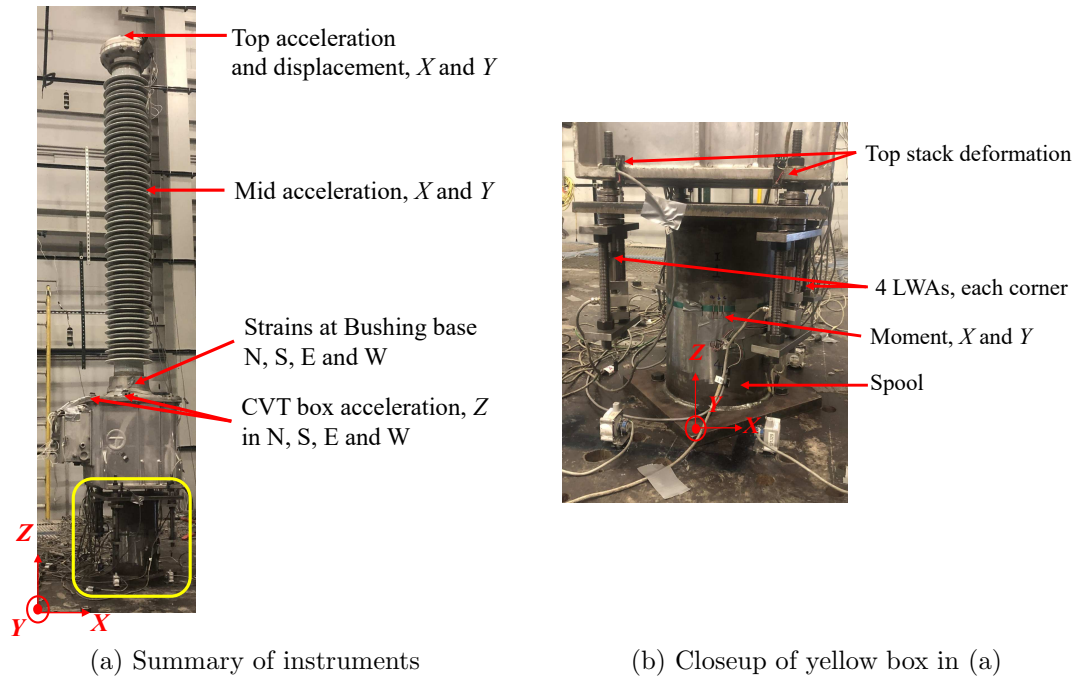 Top acceleration
and displacement, X and Y
Mid acceleration, X and Y
Strains at Bushing base
N, S, E and W
CVT box acceleration, Z
in N, S, E and W
Z
Y
X
(a) Summary of instruments
Top stack deformation
4 LWAs, each corner
Moment, X and Y
Spool
Z
Y
X
(b) Closeup of yellow box in (a)